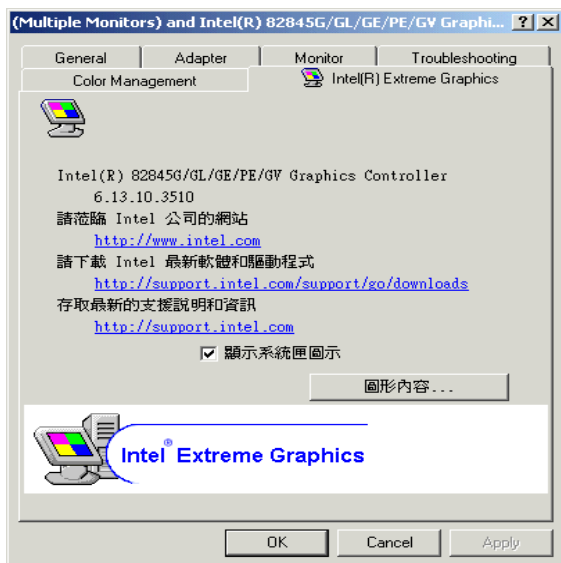 (Multiple Monitors) and Intel(R) 82845G/GL/GE/PE/GV Graphi...
General Adapter Monitor Troubleshooting
Color Management Intel(R) Extreme Graphics
Intel(R) 82845G/GL/GE/PE/GV Graphics Controller
6.13.10.3510
請蒞臨 Intel 公司的網站
http://www.intel.com
請下載 Intel 最新軟體和驅動程式
http://support.intel.com/support/go/downloads
存取最新的支援說明和資訊
http://support.intel.com
顯示系統匣圖示
圖形內容...
Intel® Extreme Graphics
OK Cancel Apply